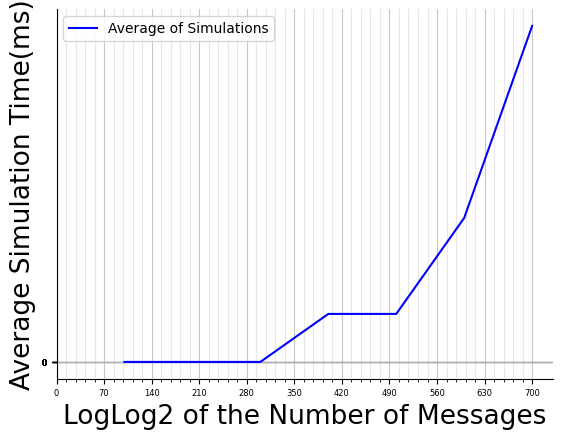 Average of Simulations
Average Simulation Time(ms)
0
0 70 140 210 280 350 420 490 560 630 700
LogLog2 of the Number of Messages